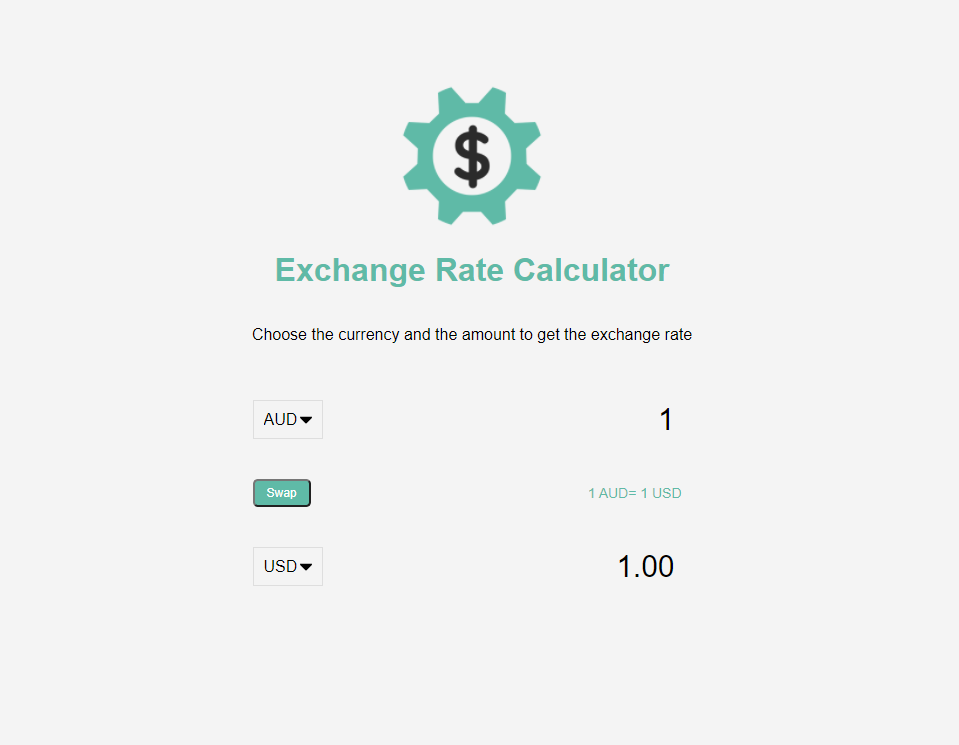 $
Exchange Rate Calculator
Choose the currency and the amount to get the exchange rate
AUD 1
Swap 1 AUD= 1 USD
USD 1.00